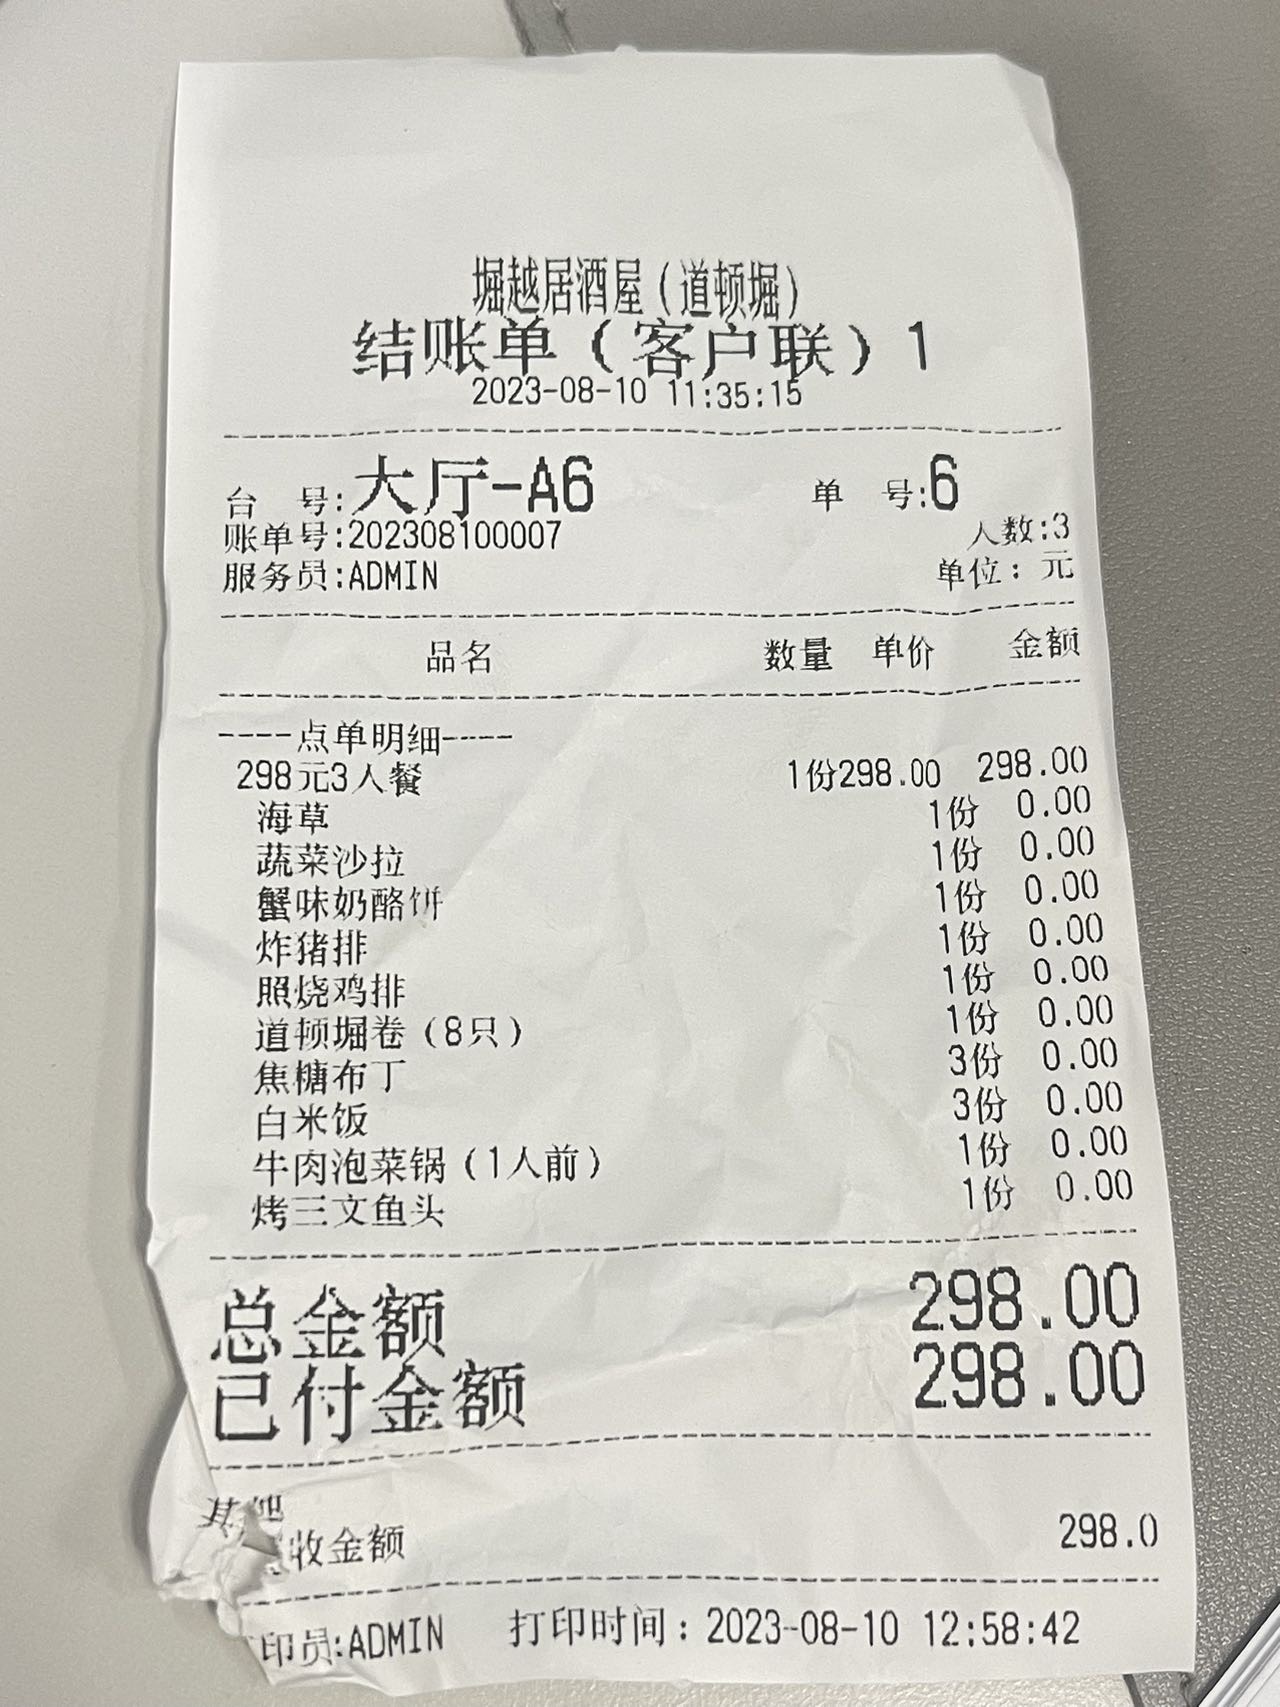 堀越居酒屋（道顿堀）
结账单（客户联）1
2023-08-10 11:35:15
台 号:大厅-A6 单 号:6
账单号:202308100007 人数:3
服务员:ADMIN 单位：元
品名 数量 单价 金额
----点单明细----
298元3人餐 1份298.00 298.00
海草 1份 0.00
蔬菜沙拉 1份 0.00
蟹味奶酪饼 1份 0.00
炸猪排 1份 0.00
照烧鸡排 1份 0.00
道顿堀卷（8只） 1份 0.00
焦糖布丁 3份 0.00
白米饭 3份 0.00
牛肉泡菜锅（1人前） 1份 0.00
烤三文鱼头 1份 0.00
总金额 298.00
已付金额 298.00
其他 298.0
收金额
印员:ADMIN 打印时间：2023-08-10 12:58:42